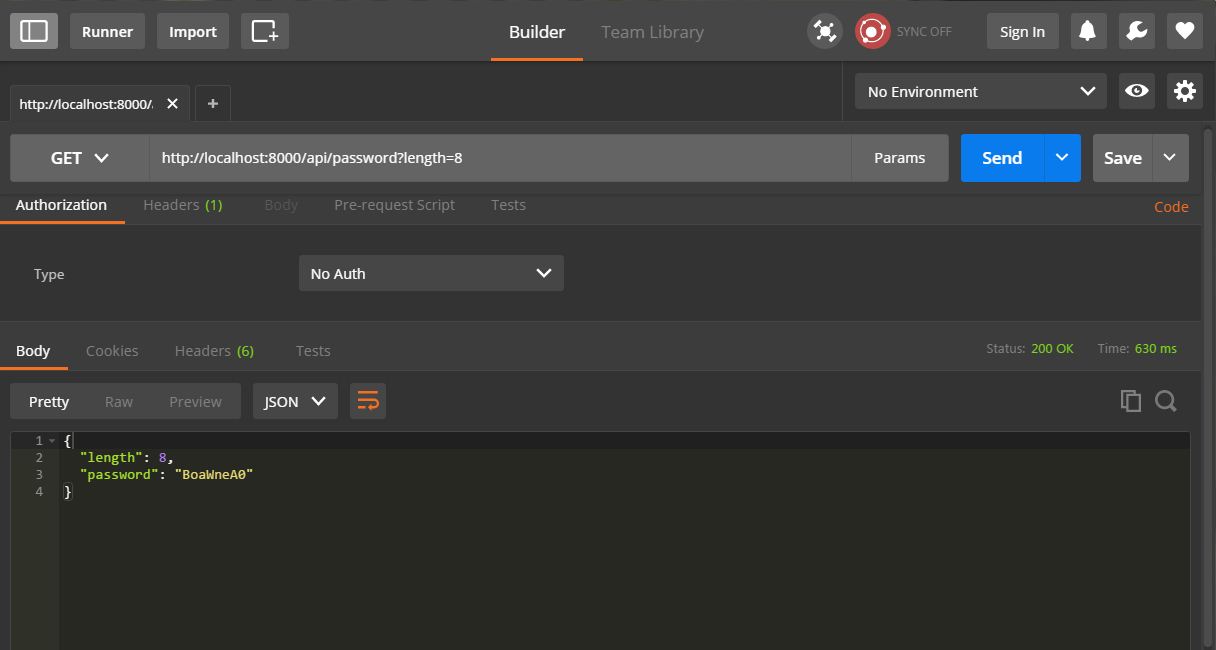 Runner Import Builder Team Library SYNC OFF Sign In
http://localhost:8000/ No Environment
GET http://localhost:8000/api/password?length=8 Params Send Save
Authorization Headers (1) Body Pre-request Script Tests Code
Type No Auth
Body Cookies Headers (6) Tests Status: 200 OK Time: 630 ms
Pretty Raw Preview JSON
1 {
2 "length": 8,
3 "password": "BoaWneA0"
4 }